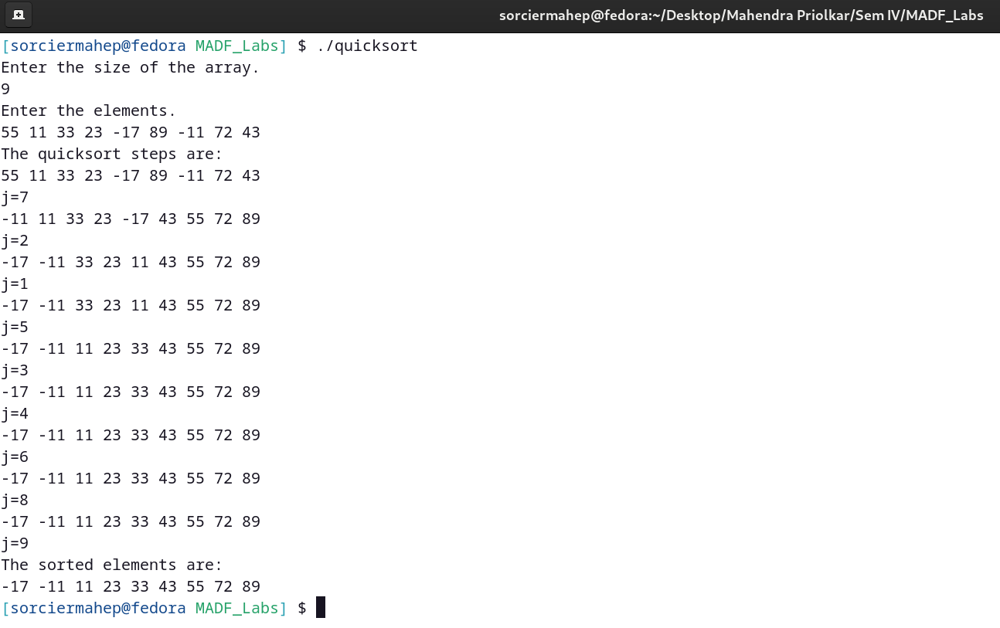 sorciermahep@fedora:~/Desktop/Mahendra Priolkar/Sem IV/MADF_Labs
[sorciermahep@fedora MADF_Labs] $ ./quicksort
Enter the size of the array.
9
Enter the elements.
55 11 33 23 -17 89 -11 72 43
The quicksort steps are:
55 11 33 23 -17 89 -11 72 43
j=7
-11 11 33 23 -17 43 55 72 89
j=2
-17 -11 33 23 11 43 55 72 89
j=1
-17 -11 33 23 11 43 55 72 89
j=5
-17 -11 11 23 33 43 55 72 89
j=3
-17 -11 11 23 33 43 55 72 89
j=4
-17 -11 11 23 33 43 55 72 89
j=6
-17 -11 11 23 33 43 55 72 89
j=8
-17 -11 11 23 33 43 55 72 89
j=9
The sorted elements are:
-17 -11 11 23 33 43 55 72 89
[sorciermahep@fedora MADF_Labs] $